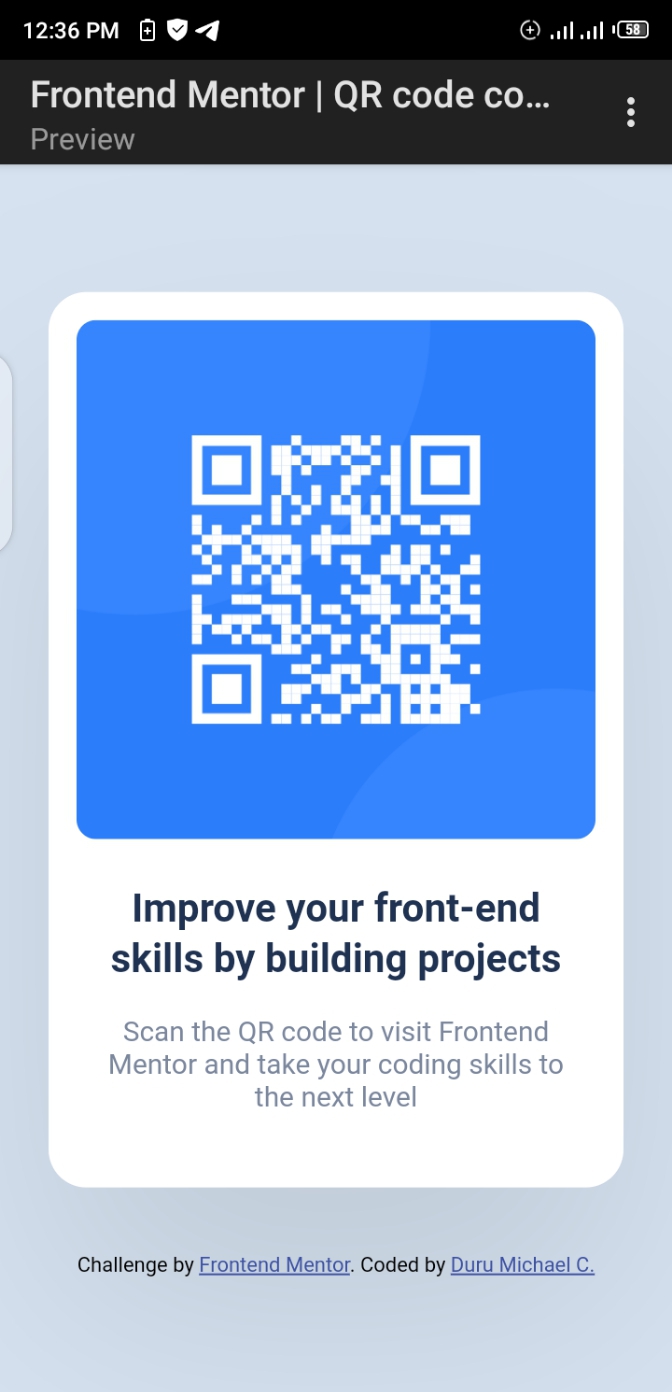 12:36 PM
58
Frontend Mentor | QR code co...
Preview
Improve your front-end
skills by building projects
Scan the QR code to visit Frontend
Mentor and take your coding skills to
the next level
Challenge by Frontend Mentor. Coded by Duru Michael C.